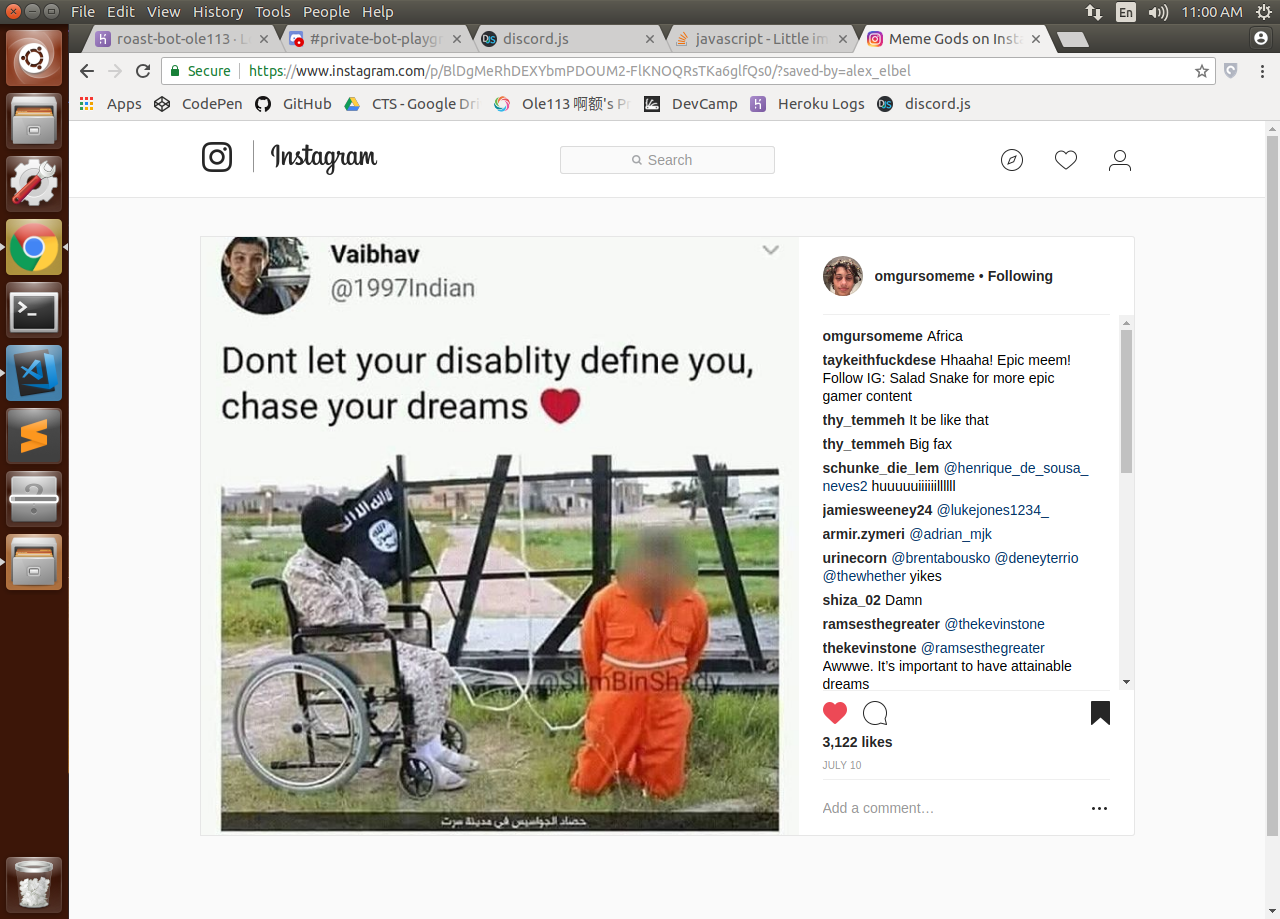 File Edit View History Tools People Help
En
11:00 AM
roast-bot-ole113 · L
#private-bot-playgr
discord.js
javascript - Little im
Meme Gods on Insta
Secure
https://www.instagram.com/p/BlDgMeRhDEXYbmPDOUM2-FlKNOQRsTKa6glfQs0/?saved-by=alex_elbel
Apps
CodePen
GitHub
CTS - Google Dri
Ole113 啊额's Pr
DevCamp
Heroku Logs
discord.js
Instagram
Search
Vaibhav
@1997Indian
Dont let your disablity define you,
chase your dreams
@SlimBinShady
حصاد الجواسيس في مدينة سرت
omgursomeme • Following
omgursomeme Africa
taykeithfuckdese Hhaaha! Epic meem!
Follow IG: Salad Snake for more epic
gamer content
thy_temmeh It be like that
thy_temmeh Big fax
schunke_die_lem @henrique_de_sousa_
neves2 huuuuuiiiiiiillllll
jamiesweeney24 @lukejones1234_
armir.zymeri @adrian_mjk
urinecorn @brentabousko @deneyterrio
@thewhether yikes
shiza_02 Damn
ramsesthegreater @thekevinstone
thekevinstone @ramsesthegreater
Awwwe. It's important to have attainable
dreams
3,122 likes
JULY 10
Add a comment…